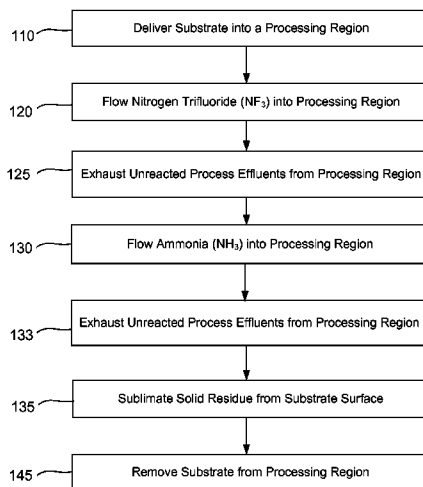 110 Deliver Substrate into a Processing Region
120 Flow Nitrogen Trifluoride (NF₃) into Processing Region
125 Exhaust Unreacted Process Effluents from Processing Region
130 Flow Ammonia (NH₃) into Processing Region
133 Exhaust Unreacted Process Effluents from Processing Region
135 Sublimate Solid Residue from Substrate Surface
145 Remove Substrate from Processing Region